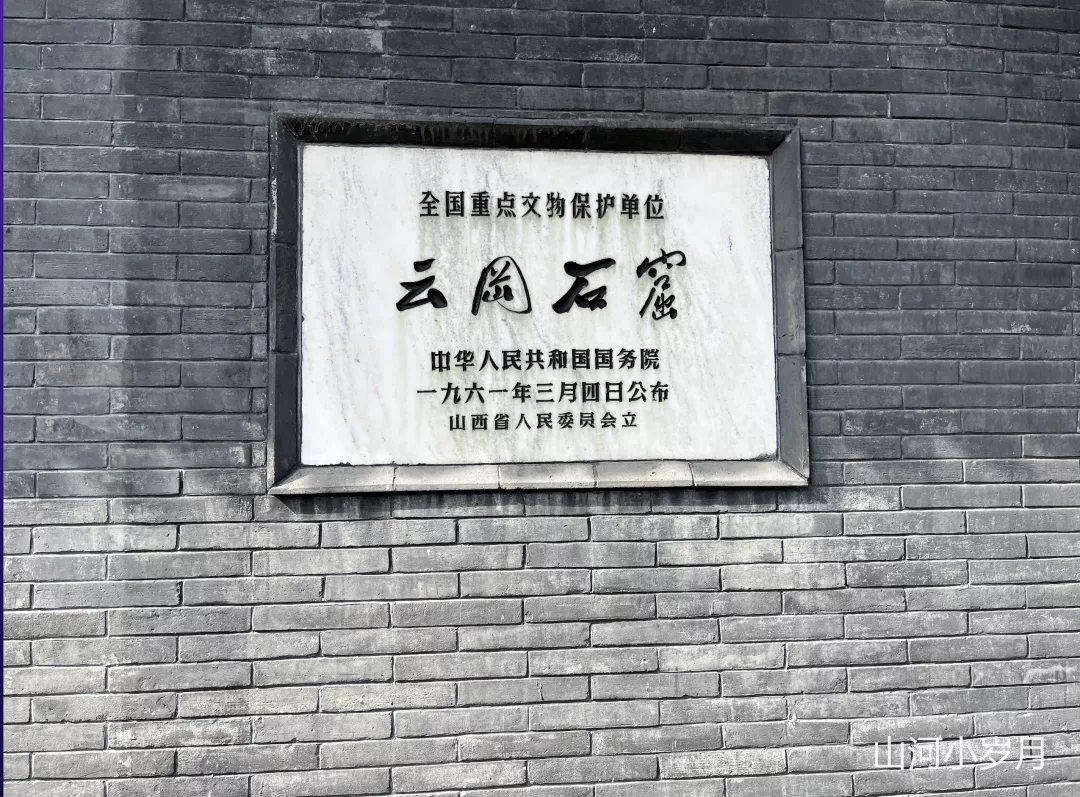 全国重点文物保护单位
云冈石窟
中华人民共和国国务院
一九六一年三月四日公布
山西省人民委员会立
山河小岁月